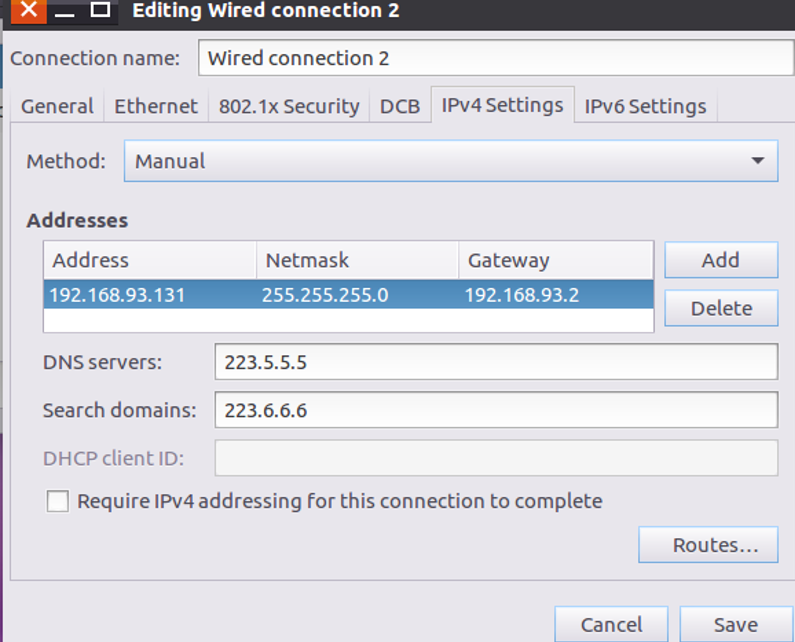 Editing Wired connection 2
Connection name: Wired connection 2
General Ethernet 802.1x Security DCB IPv4 Settings IPv6 Settings
Method: Manual
Addresses
Address Netmask Gateway Add
192.168.93.131 255.255.255.0 192.168.93.2
Delete
DNS servers: 223.5.5.5
Search domains: 223.6.6.6
DHCP client ID:
Require IPv4 addressing for this connection to complete
Routes...
Cancel Save